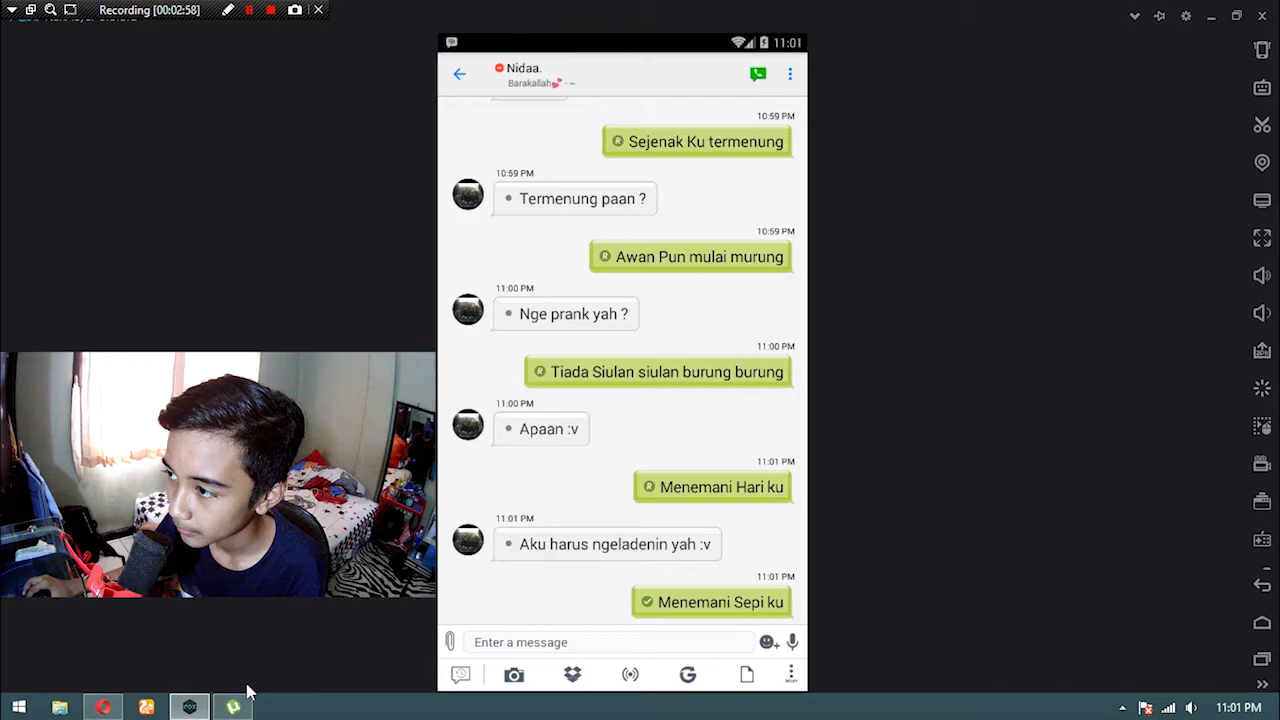 Recording [00:02:58]
11:01
Nidaa.
Barakallah💕 - ~
10:59 PM
Sejenak Ku termenung
10:59 PM
Termenung paan ?
10:59 PM
Awan Pun mulai murung
11:00 PM
Nge prank yah ?
11:00 PM
Tiada Siulan siulan burung burung
11:00 PM
Apaan :v
11:01 PM
Menemani Hari ku
11:01 PM
Aku harus ngeladenin yah :v
11:01 PM
Menemani Sepi ku
Enter a message
More
11:01 PM